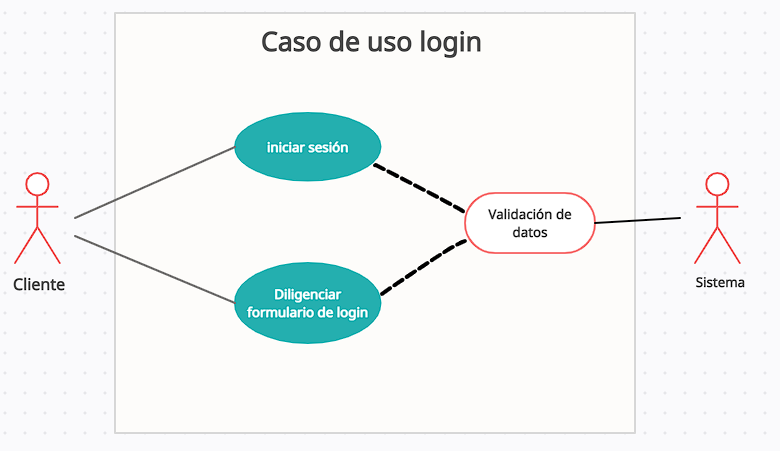 Caso de uso login
iniciar sesión
Validación de
datos
Cliente
Sistema
Diligenciar
formulario de login